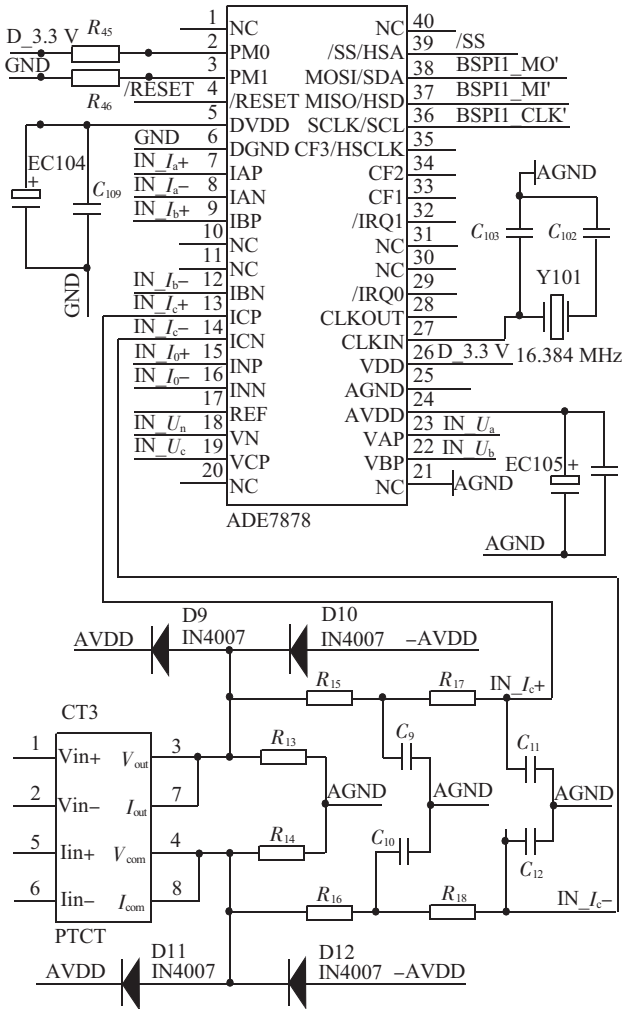 1 NC NC 40
D_3.3 V R45 2 PM0 /SS/HSA 39 /SS
GND R46 3 PM1 MOSI/SDA 38 BSPI1_MO'
/RESET 4 /RESET MISO/HSD 37 BSPI1_MI'
5 DVDD SCLK/SCL 36 BSPI1_CLK'
GND 6 DGND CF3/HSCLK 35
IN_Ia+ 7 IAP CF2 34
IN_Ia− 8 IAN CF1 33
IN_Ib+ 9 IBP /IRQ1 32
10 NC NC 31
11 NC NC 30
IN_Ib− 12 IBN /IRQ0 29
IN_Ic+ 13 ICP CLKOUT 28
IN_Ic− 14 ICN CLKIN 27
IN_I0+ 15 INP VDD 26 D_3.3 V
IN_I0− 16 INN AGND 25
17 REF AVDD 24
IN_Un 18 VN VAP 23 IN_Ua
IN_Uc 19 VCP VBP 22 IN_Ub
20 NC NC 21 AGND
ADE7878
EC104
+
C109
GND
AGND
C103 C102
Y101
16.384 MHz
EC105 +
AGND
D9 D10
AVDD IN4007 IN4007 −AVDD
R15 R17 IN_Ic+
CT3
1 Vin+ Vout 3
2 Vin− Iout 7
5 Iin+ Vcom 4
6 Iin− Icom 8
PTCT
R13 C9 C11
AGND AGND AGND
R14 C10 C12
R16 R18 IN_Ic−
D11 D12
AVDD IN4007 IN4007 −AVDD